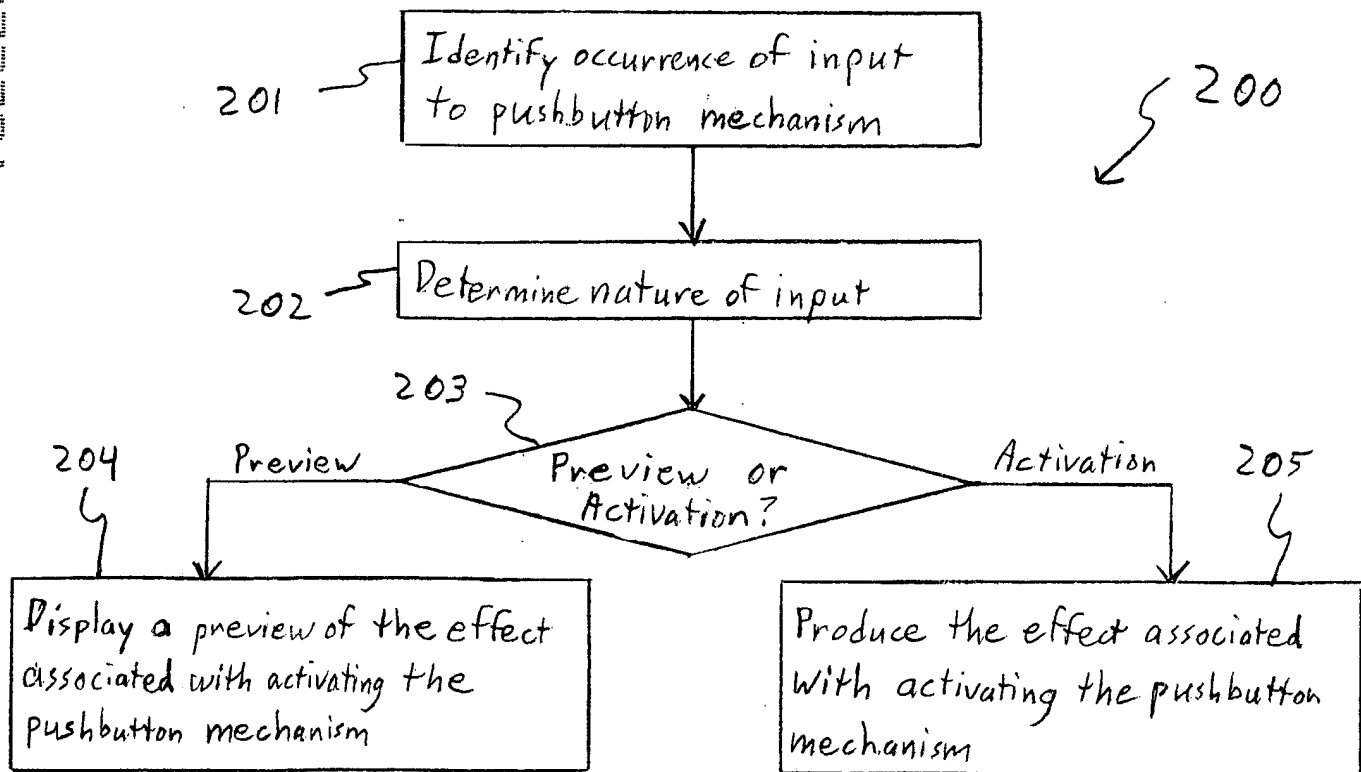 Identify occurrence of input
to pushbutton mechanism
201
200
Determine nature of input
202
203
Preview or
Activation?
Preview
Activation
204
205
Display a preview of the effect
associated with activating the
pushbutton mechanism
Produce the effect associated
with activating the pushbutton
mechanism